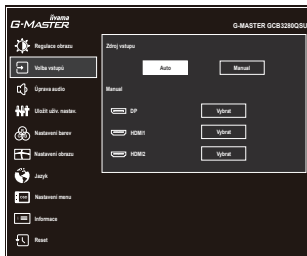 iiyama
G-MASTER
G-MASTER GCB3280QSU
Regulace obrazu
Volba vstupů
Úprava audio
Uložit uživ. nastav.
Nastavení barev
Nastavení obrazu
Jazyk
OSD
Nastavení menu
Informace
Reset
Zdroj vstupu
Auto
Manual
Manual
DP
Vybrat
HDMI1
Vybrat
HDMI2
Vybrat